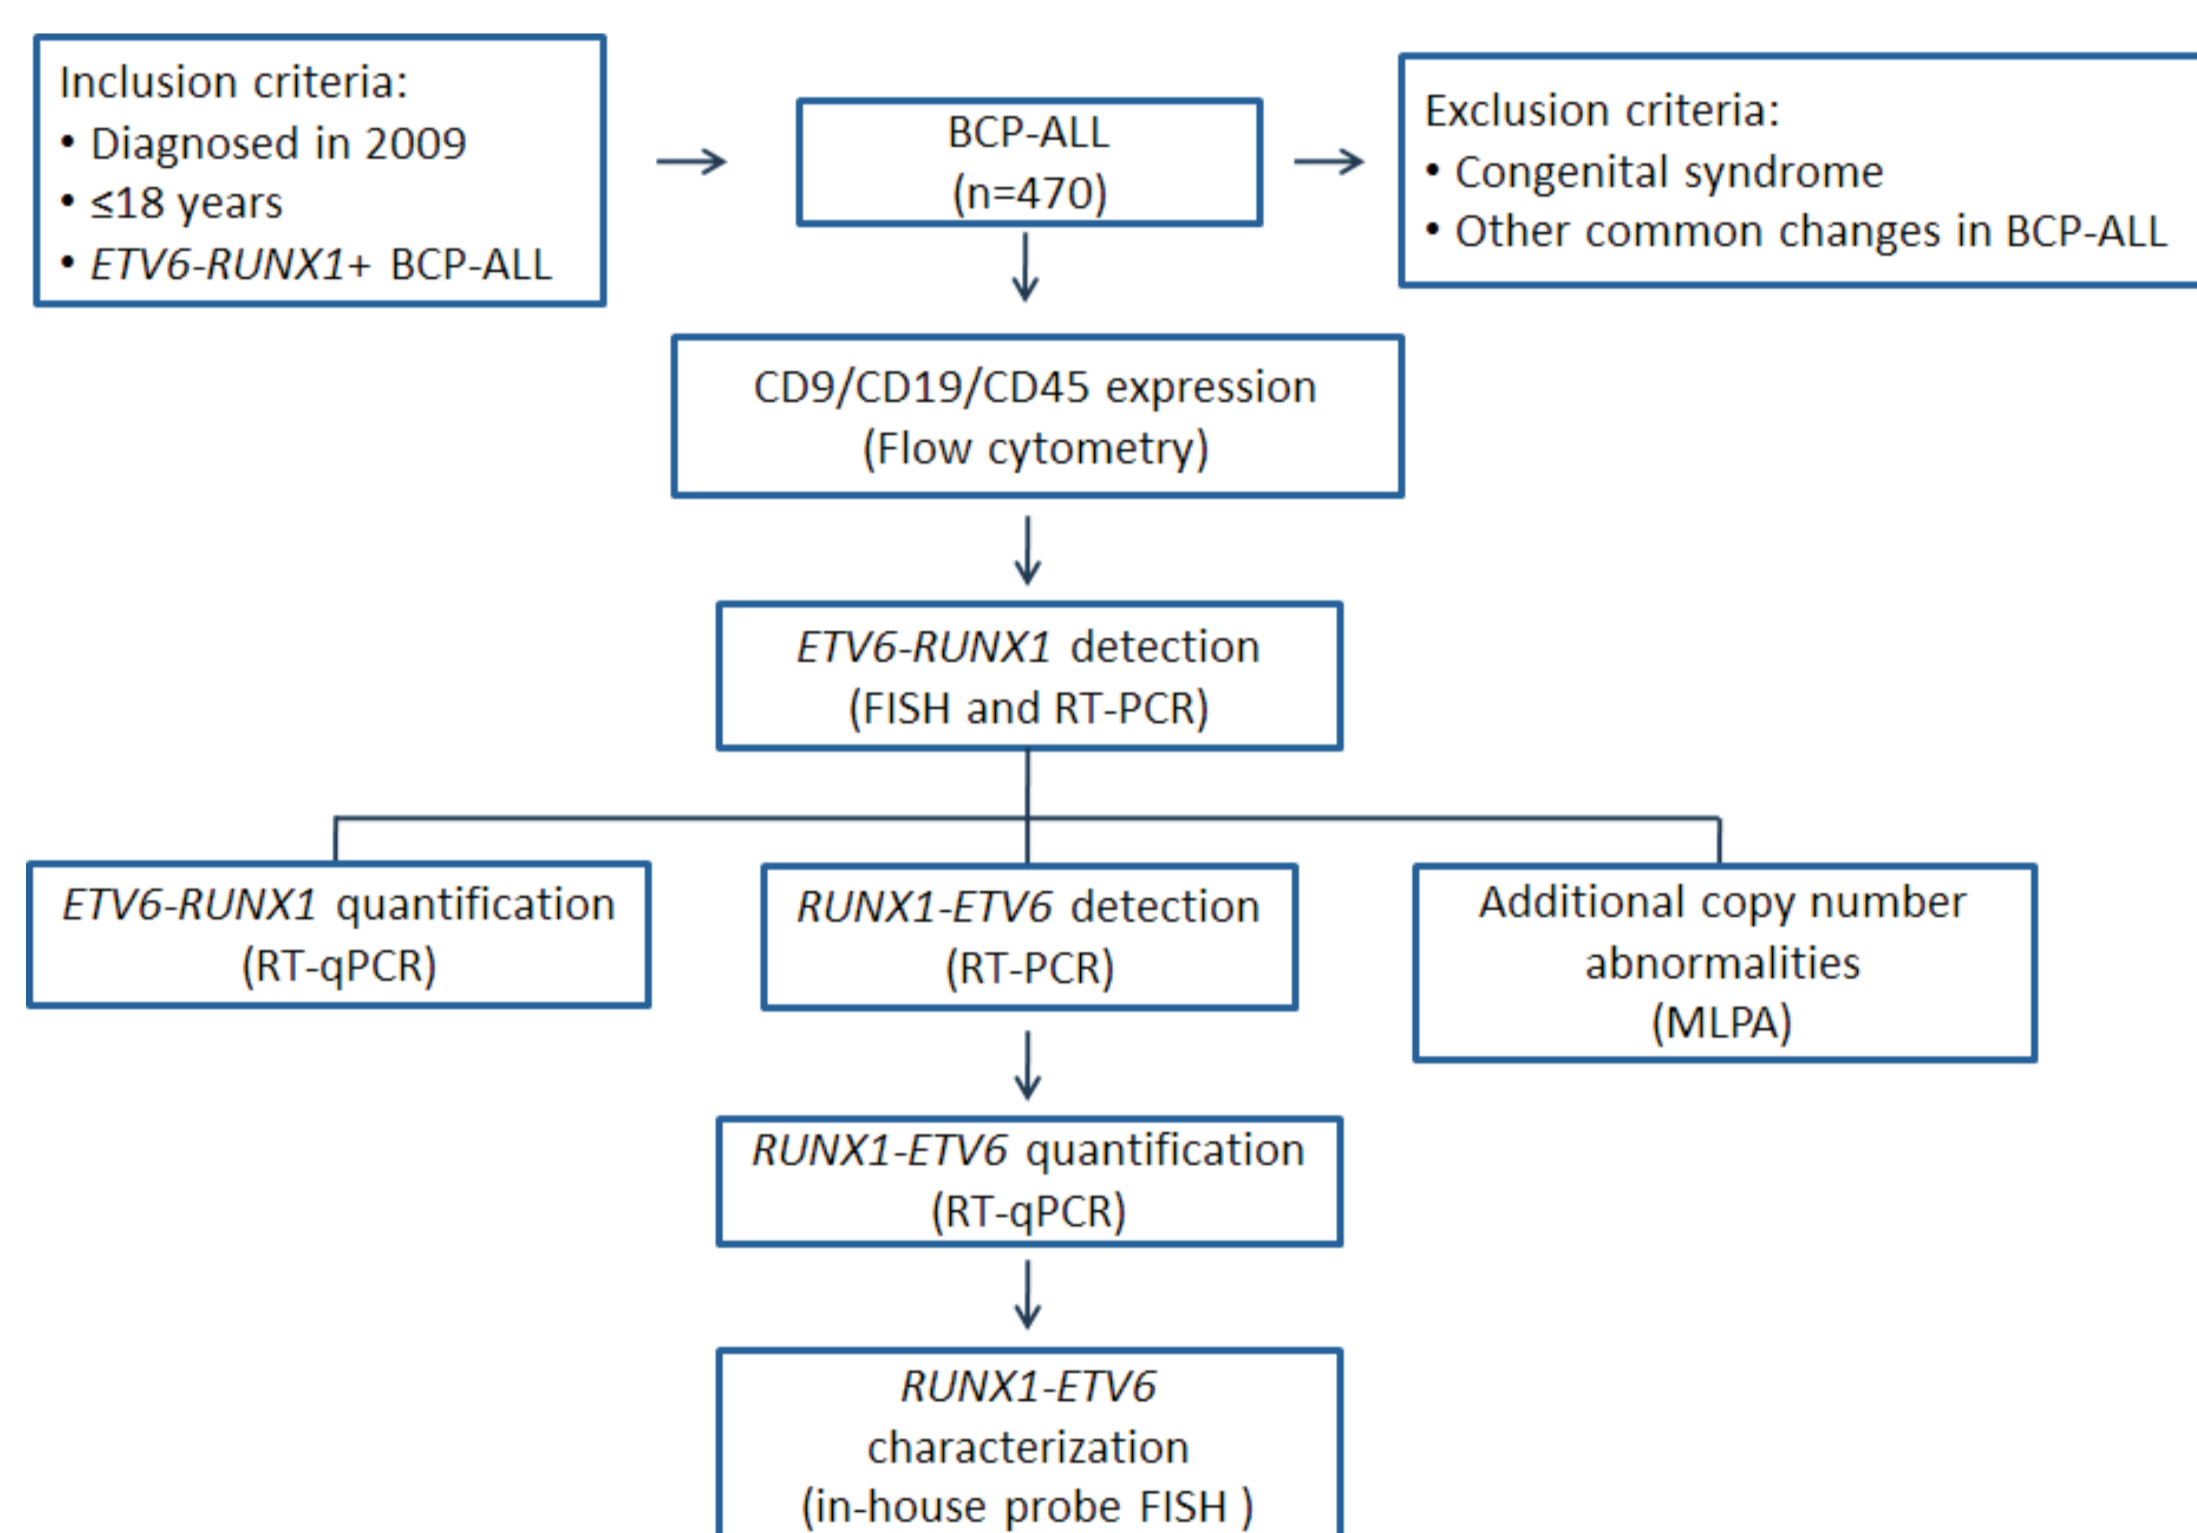 Inclusion criteria:
• Diagnosed in 2009
• ≤18 years
• ETV6-RUNX1+ BCP-ALL
BCP-ALL
(n=470)
Exclusion criteria:
• Congenital syndrome
• Other common changes in BCP-ALL
CD9/CD19/CD45 expression
(Flow cytometry)
ETV6-RUNX1 detection
(FISH and RT-PCR)
ETV6-RUNX1 quantification
(RT-qPCR)
RUNX1-ETV6 detection
(RT-PCR)
Additional copy number
abnormalities
(MLPA)
RUNX1-ETV6 quantification
(RT-qPCR)
RUNX1-ETV6
characterization
(in-house probe FISH )